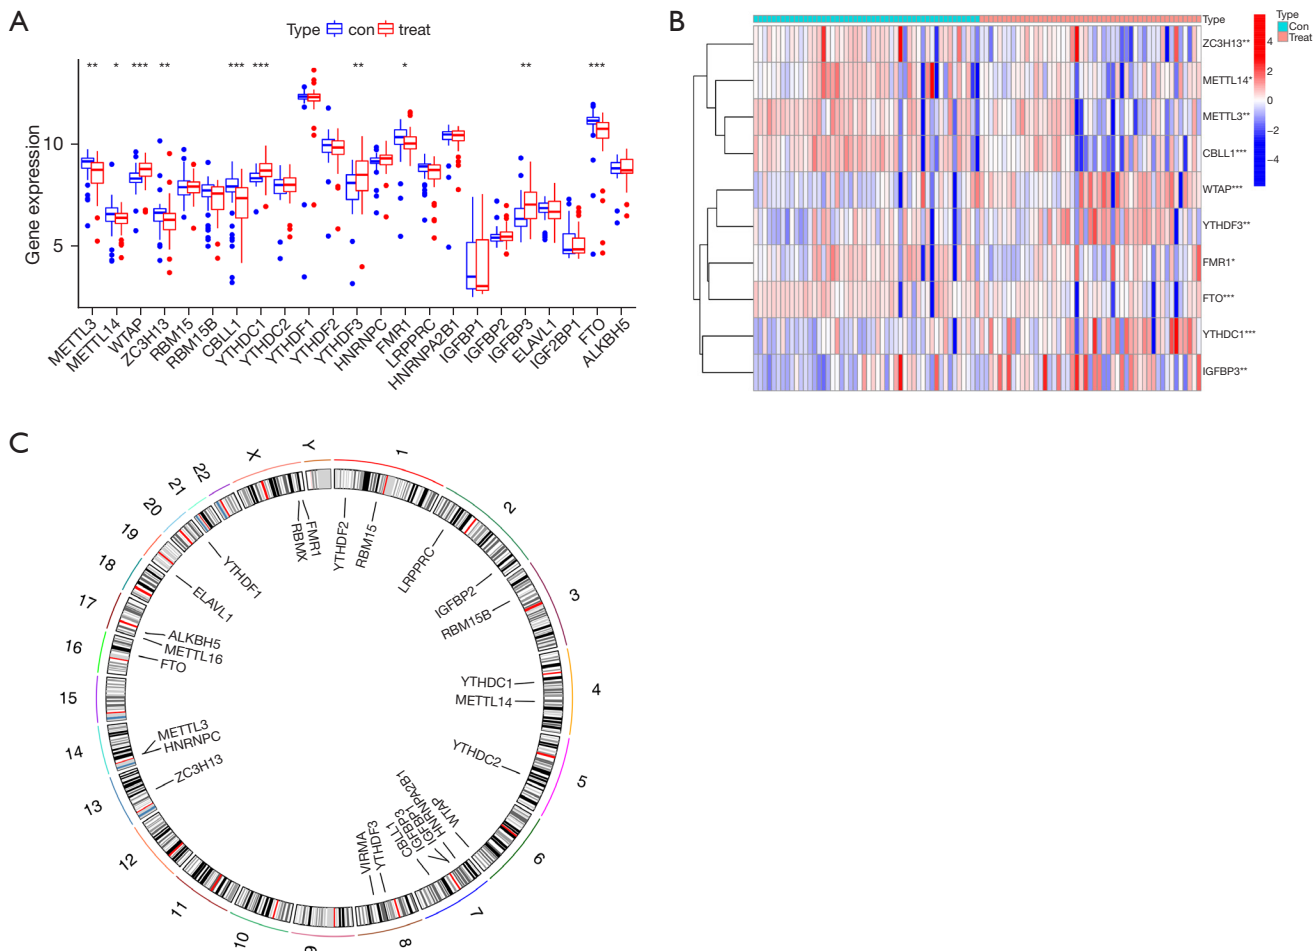 A
Type con treat
** * *** ** *** *** ** * ** ***
Gene expression
10
5
METTL3
METTL14
WTAP
ZC3H13
RBM15
RBM15B
CBLL1
YTHDC1
YTHDC2
YTHDF1
YTHDF2
YTHDF3
HNRNPC
FMR1
LRPPRC
HNRNPA2B1
IGFBP1
IGFBP2
IGFBP3
ELAVL1
IGF2BP1
FTO
ALKBH5
B
Type
ZC3H13**
METTL14*
METTL3**
CBLL1***
WTAP***
YTHDF3**
FMR1*
FTO***
YTHDC1***
IGFBP3**
4
2
0
−2
−4
Type
Con
Treat
C
1
2
3
4
5
6
7
8
9
10
11
12
13
14
15
16
17
18
19
20
21
22
X
Y
YTHDF2
RBM15
LRPPRC
IGFBP2
RBM15B
YTHDC1
METTL14
YTHDC2
WTAP
HNRNPA2B1
IGFBP1
IGFBP3
CBLL1
YTHDF3
VIRMA
ZC3H13
HNRNPC
METTL3
FTO
METTL16
ALKBH5
ELAVL1
YTHDF1
RBMX
FMR1